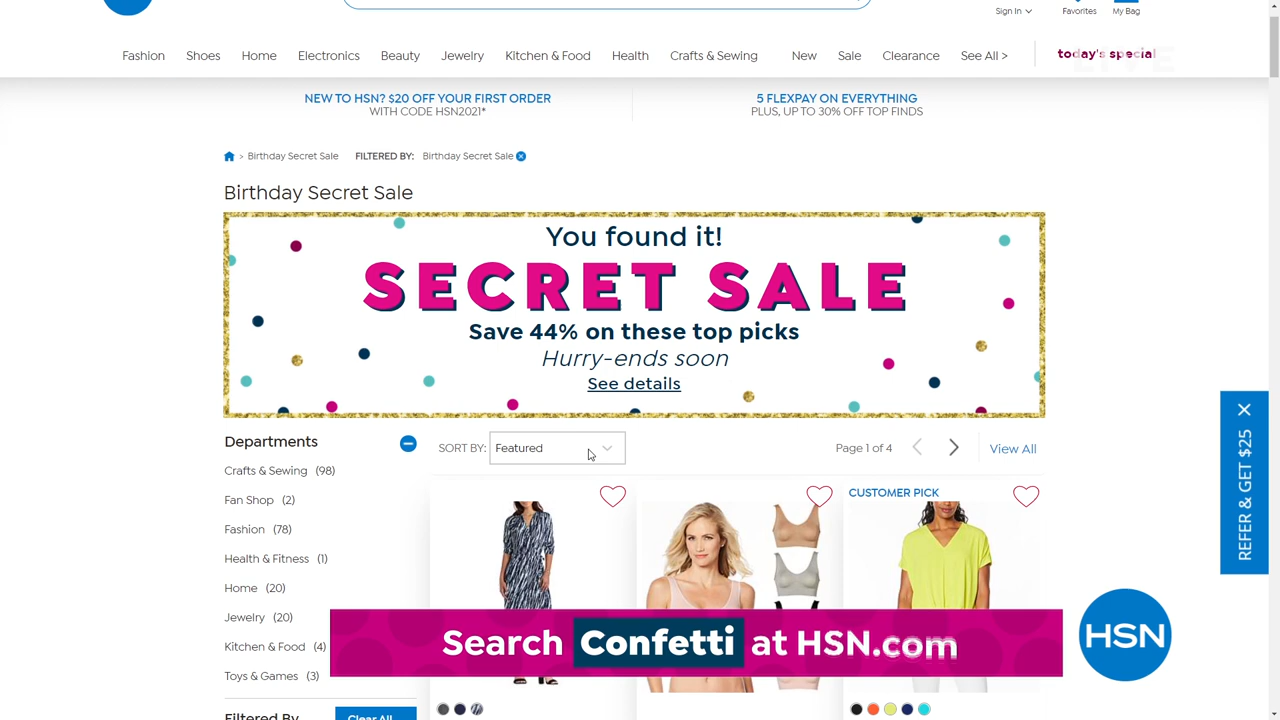 Sign In
Favorites
My Bag
Fashion Shoes Home Electronics Beauty Jewelry Kitchen & Food Health Crafts & Sewing New Sale Clearance See All >
today's special
NEW TO HSN? $20 OFF YOUR FIRST ORDER
WITH CODE HSN2021*
5 FLEXPAY ON EVERYTHING
PLUS, UP TO 30% OFF TOP FINDS
> Birthday Secret Sale FILTERED BY: Birthday Secret Sale
Birthday Secret Sale
You found it!
SECRET SALE
Save 44% on these top picks
Hurry-ends soon
See details
Departments
Crafts & Sewing (98)
Fan Shop (2)
Fashion (78)
Health & Fitness (1)
Home (20)
Jewelry (20)
Kitchen & Food (4)
Toys & Games (3)
Filtered By
Clear All
SORT BY: Featured
Page 1 of 4
View All
CUSTOMER PICK
REFER & GET $25
Search Confetti at HSN.com
HSN